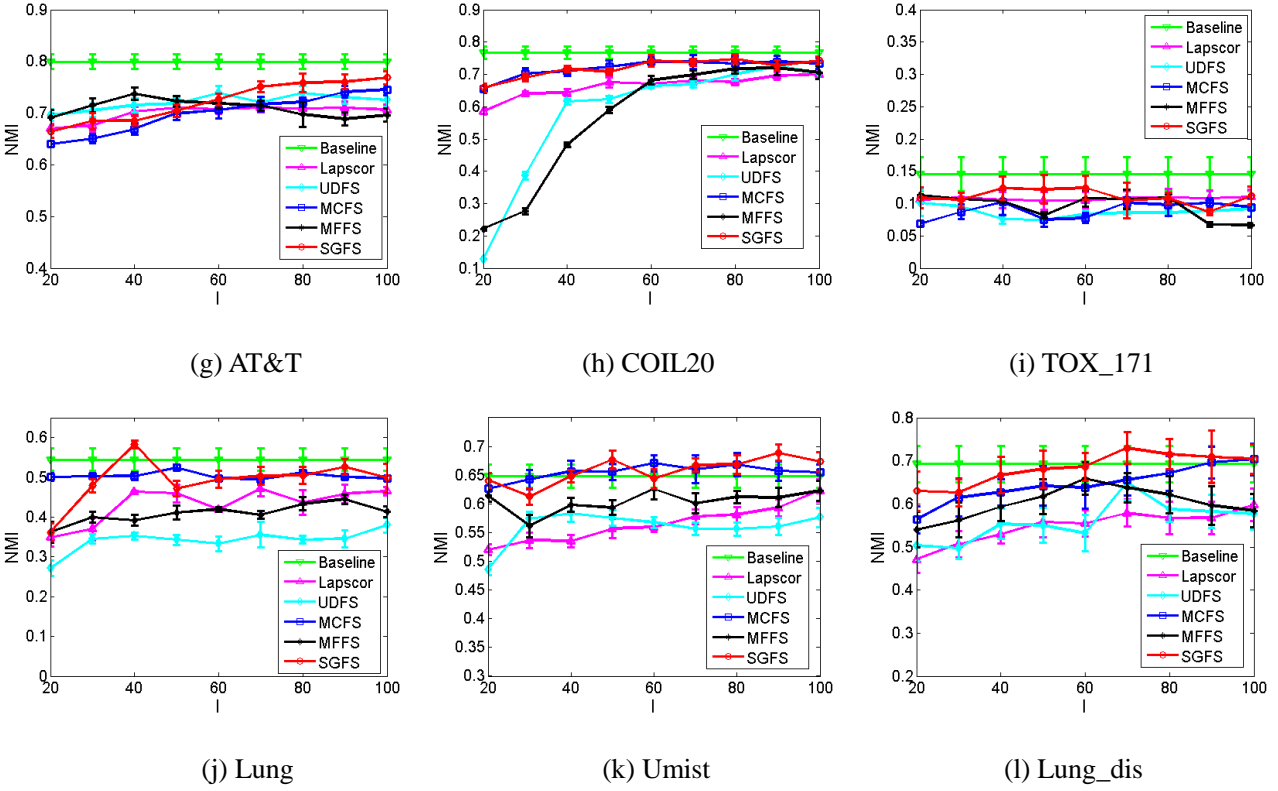 0.9
0.8
0.7
0.6
0.5
0.4
20 40 60 80 100
NMI
l
Baseline
Lapscor
UDFS
MCFS
MFFS
SGFS
(g) AT&T
0.9
0.8
0.7
0.6
0.5
0.4
0.3
0.2
0.1
20 30 40 50 60 70 80 90 100
NMI
l
Baseline
Lapscor
UDFS
MCFS
MFFS
SGFS
(h) COIL20
0.4
0.35
0.3
0.25
0.2
0.15
0.1
0.05
0
20 40 60 80 100
NMI
l
Baseline
Lapscor
UDFS
MCFS
MFFS
SGFS
(i) TOX_171
0.6
0.5
0.4
0.3
0.2
0.1
0
20 40 60 80 100
NMI
l
Baseline
Lapscor
UDFS
MCFS
MFFS
SGFS
(j) Lung
0.7
0.65
0.6
0.55
0.5
0.45
0.4
0.35
0.3
20 30 40 50 60 70 80 90 100
NMI
l
Baseline
Lapscor
UDFS
MCFS
MFFS
SGFS
(k) Umist
0.8
0.7
0.6
0.5
0.4
0.3
0.2
20 40 60 80 100
NMI
l
Baseline
Lapscor
UDFS
MCFS
MFFS
SGFS
(l) Lung_dis